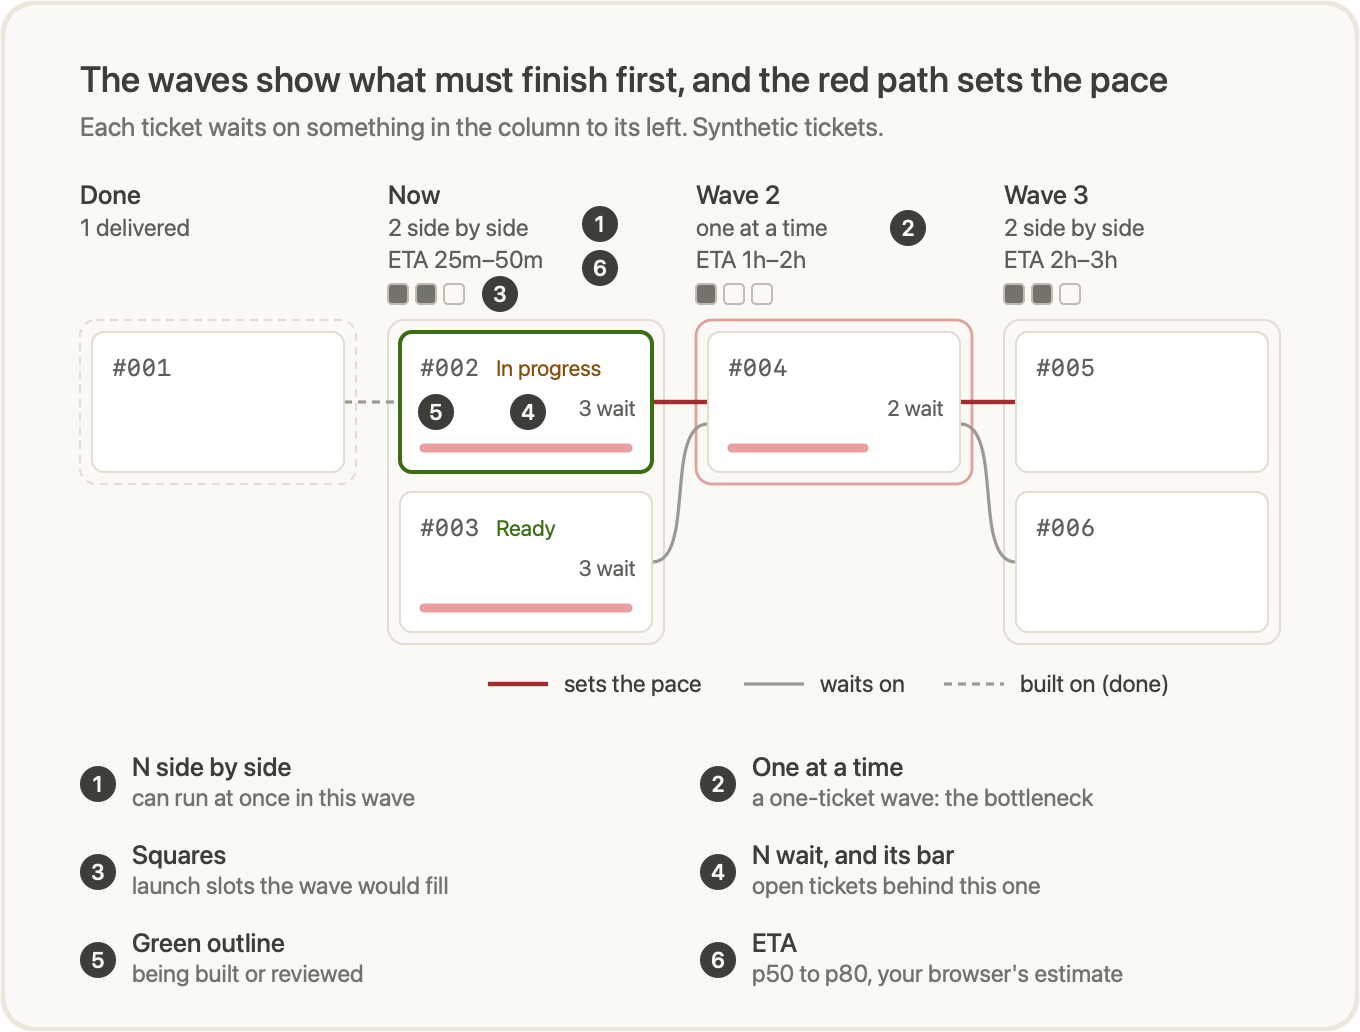 The waves show what must finish first, and the red path sets the pace
Each ticket waits on something in the column to its left. Synthetic tickets.
Done
1 delivered
Now
2 side by side
1
ETA 25m–50m
6
3
Wave 2
one at a time
2
ETA 1h–2h
Wave 3
2 side by side
ETA 2h–3h
#001
#002 In progress
5
4
3 wait
#003 Ready
3 wait
#004
2 wait
#005
#006
sets the pace
waits on
built on (done)
1
N side by side
can run at once in this wave
2
One at a time
a one-ticket wave: the bottleneck
3
Squares
launch slots the wave would fill
4
N wait, and its bar
open tickets behind this one
5
Green outline
being built or reviewed
6
ETA
p50 to p80, your browser's estimate